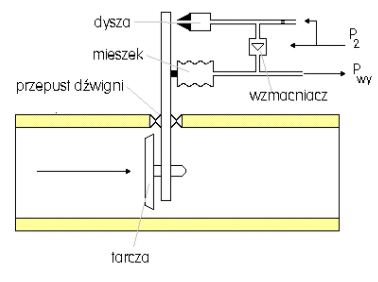 dysza
P2
mieszek
Pwy
wzmacniacz
przepust dźwigni
tarcza